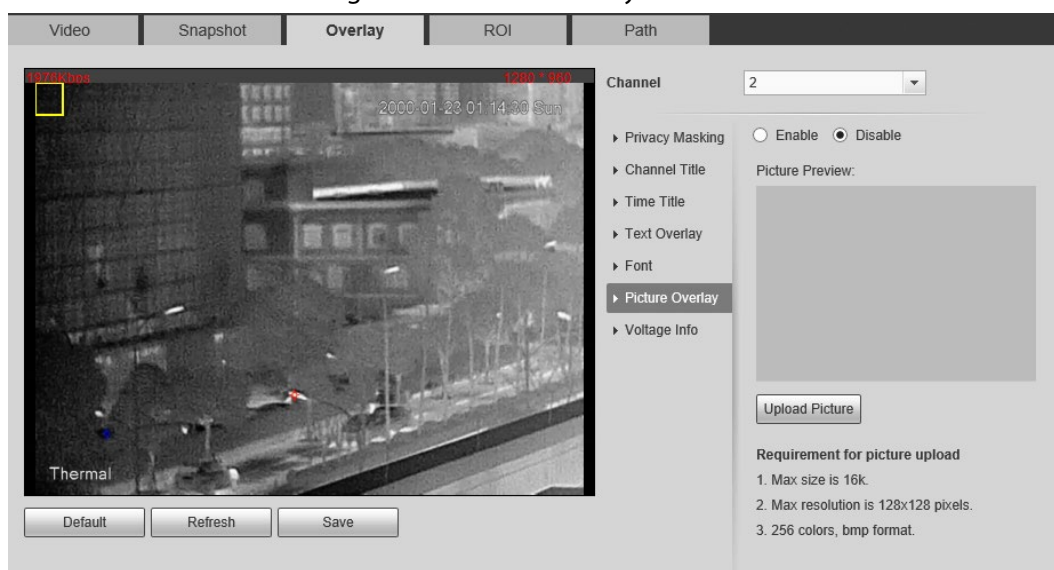 Video Snapshot Overlay ROI Path
1976Kbps 1280 * 960
2000-01-23 01:14:30 Sun
Thermal
Default Refresh Save
Channel 2
Privacy Masking
Channel Title
Time Title
Text Overlay
Font
Picture Overlay
Voltage Info
Enable Disable
Picture Preview:
Upload Picture
Requirement for picture upload
1. Max size is 16k.
2. Max resolution is 128x128 pixels.
3. 256 colors, bmp format.